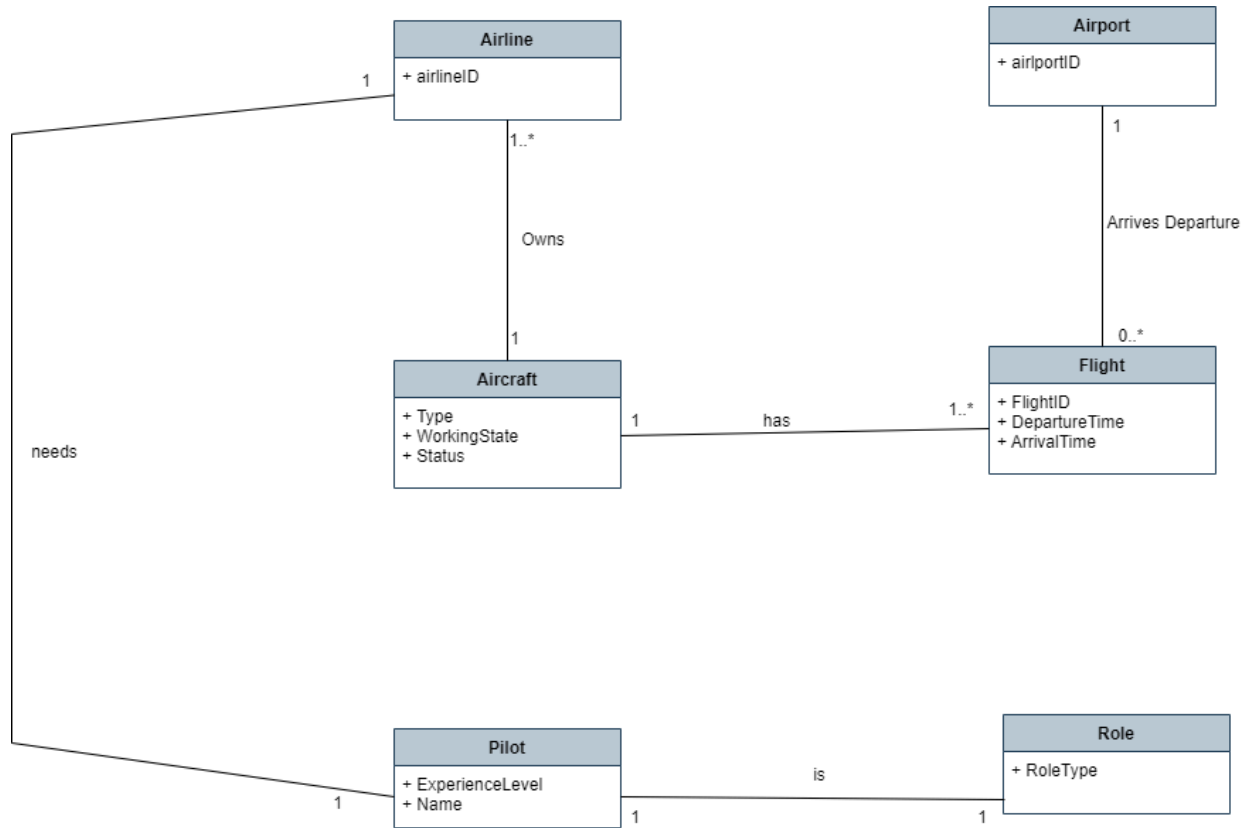 Airline
+ airlineID
Airport
+ airlportID
1
1..*
1
Owns
Arrives Departure
1
0..*
Aircraft
+ Type
+ WorkingState
+ Status
1
has
1..*
Flight
+ FlightID
+ DepartureTime
+ ArrivalTime
needs
Pilot
+ ExperienceLevel
+ Name
1
1
is
1
Role
+ RoleType